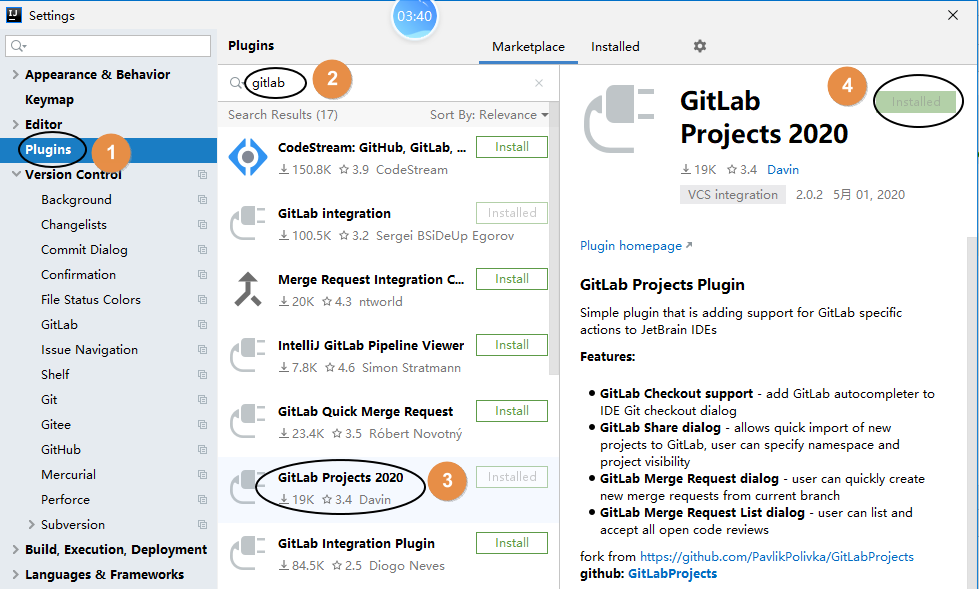 Settings
03:40
Plugins
Marketplace
Installed
Appearance & Behavior
Keymap
Editor
Plugins
1
Version Control
Background
Changelists
Commit Dialog
Confirmation
File Status Colors
GitLab
Issue Navigation
Shelf
Git
Gitee
GitHub
Mercurial
Perforce
Subversion
Build, Execution, Deployment
Languages & Frameworks
gitlab
2
Search Results (17)
Sort By: Relevance
CodeStream: GitHub, GitLab, ...
Install
150.8K 3.9 CodeStream
GitLab integration
Installed
100.5K 3.2 Sergei BSiDeUp Egorov
Merge Request Integration C...
Install
20K 4.3 ntworld
IntelliJ GitLab Pipeline Viewer
Install
7.8K 4.6 Simon Stratmann
GitLab Quick Merge Request
Install
23.4K 3.5 Róbert Novotný
GitLab Projects 2020
Installed
19K 3.4 Davin
3
GitLab Integration Plugin
Install
84.5K 2.5 Diogo Neves
GitLab
Projects 2020
4
Installed
19K 3.4 Davin
VCS integration 2.0.2 5月 01, 2020
Plugin homepage
GitLab Projects Plugin
Simple plugin that is adding support for GitLab specific
actions to JetBrain IDEs
Features:
GitLab Checkout support - add GitLab autocompleter to
IDE Git checkout dialog
GitLab Share dialog - allows quick import of new
projects to GitLab, user can specify namespace and
project visibility
GitLab Merge Request dialog - user can quickly create
new merge requests from current branch
GitLab Merge Request List dialog - user can list and
accept all open code reviews
fork from https://github.com/PavlikPolivka/GitLabProjects
github: GitLabProjects